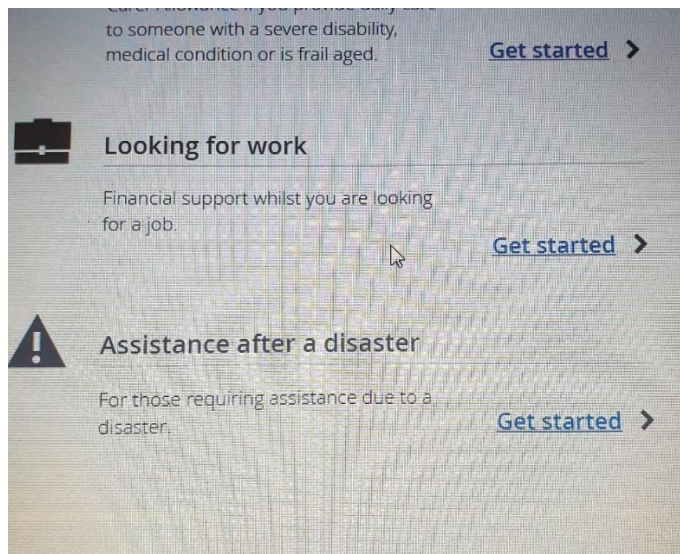 to someone with a severe disability,
medical condition or is frail aged.
Get started
Looking for work
Financial support whilst you are looking
for a job.
Get started
Assistance after a disaster
For those requiring assistance due to a
disaster.
Get started